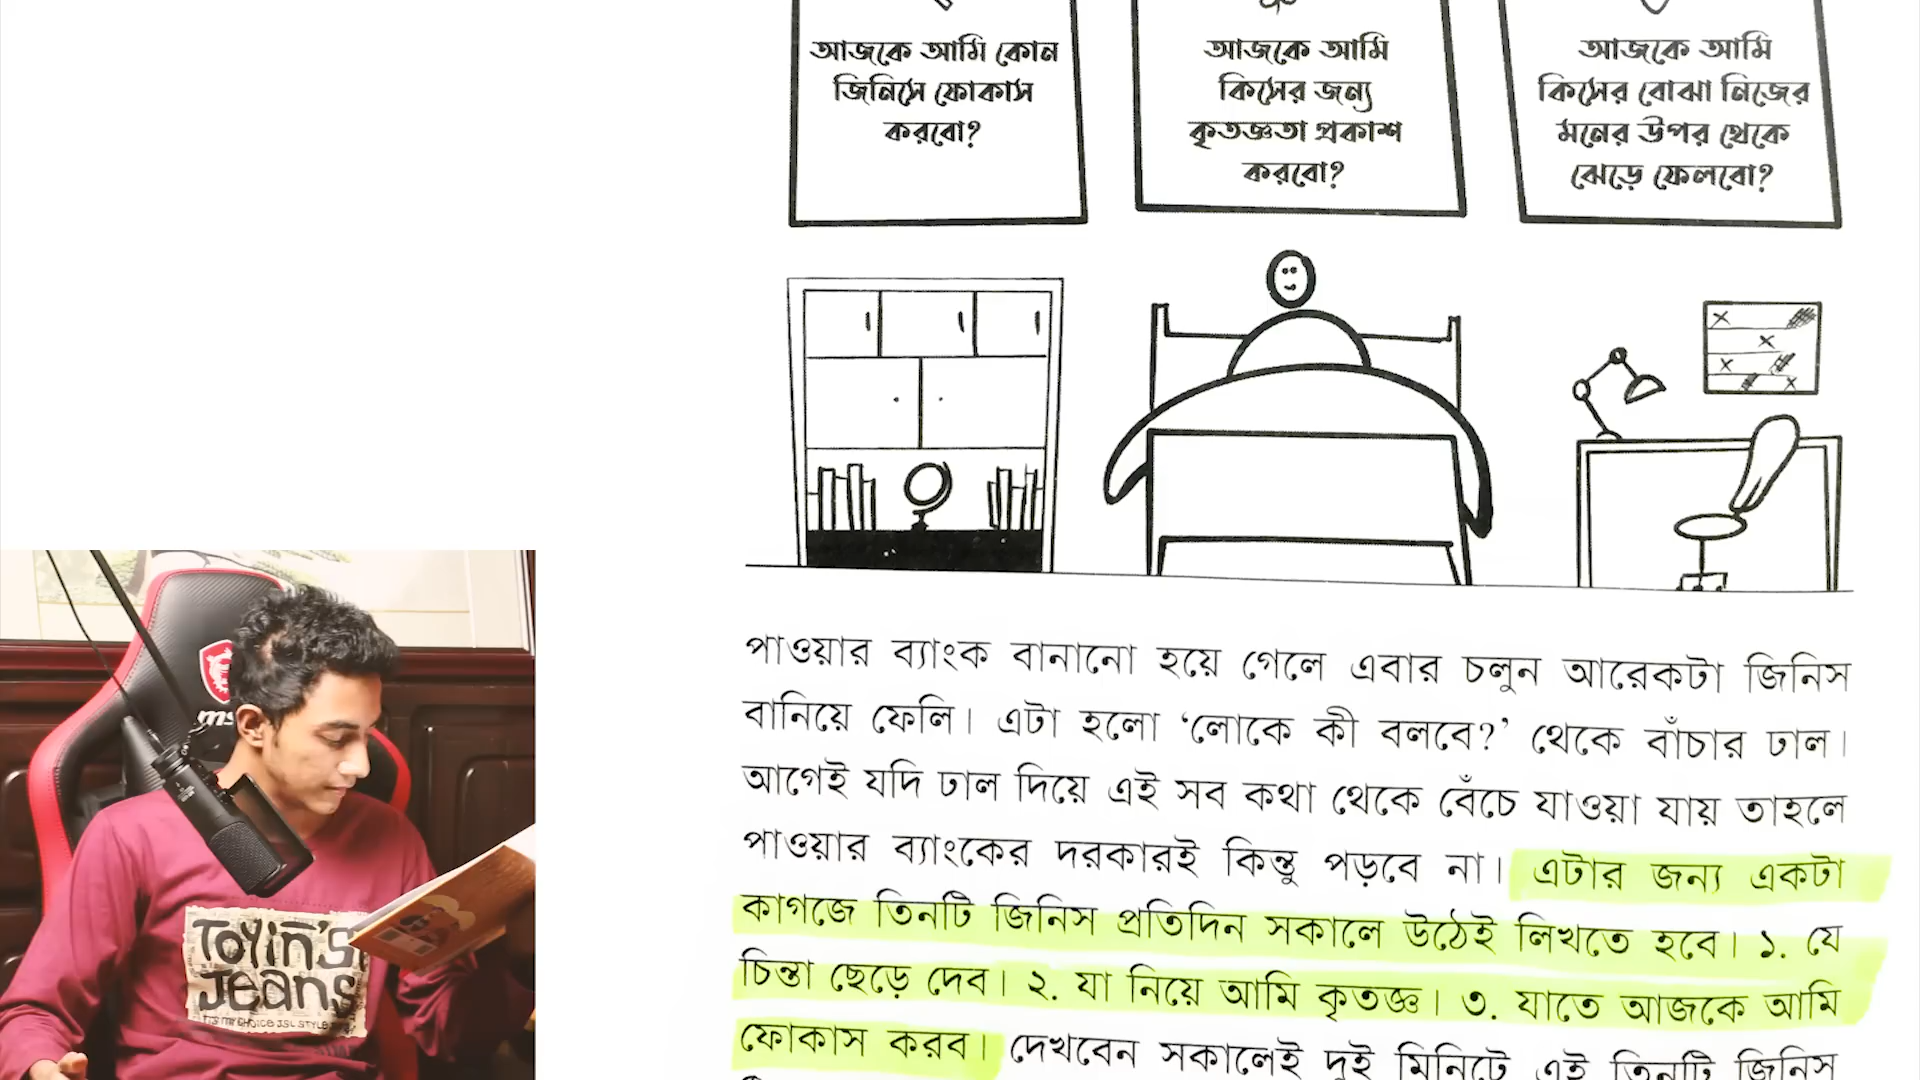 আজকে আমি কোন
জিনিসে ফোকাস
করবো?
আজকে আমি
কিসের জন্য
কৃতজ্ঞতা প্রকাশ
করবো?
আজকে আমি
কিসের বোঝা নিজের
মনের উপর থেকে
ঝেড়ে ফেলবো?
পাওয়ার ব্যাংক বানানো হয়ে গেলে এবার চলুন আরেকটা জিনিস
বানিয়ে ফেলি। এটা হলো ‘লোকে কী বলবে?’ থেকে বাঁচার ঢাল।
আগেই যদি ঢাল দিয়ে এই সব কথা থেকে বেঁচে যাওয়া যায় তাহলে
পাওয়ার ব্যাংকের দরকারই কিন্তু পড়বে না। এটার জন্য একটা
কাগজে তিনটি জিনিস প্রতিদিন সকালে উঠেই লিখতে হবে। ১. যে
চিন্তা ছেড়ে দেব। ২. যা নিয়ে আমি কৃতজ্ঞ। ৩. যাতে আজকে আমি
ফোকাস করব। দেখবেন সকালেই দুই মিনিটে এই তিনটি জিনিস
ms
Toyin's
Jeans